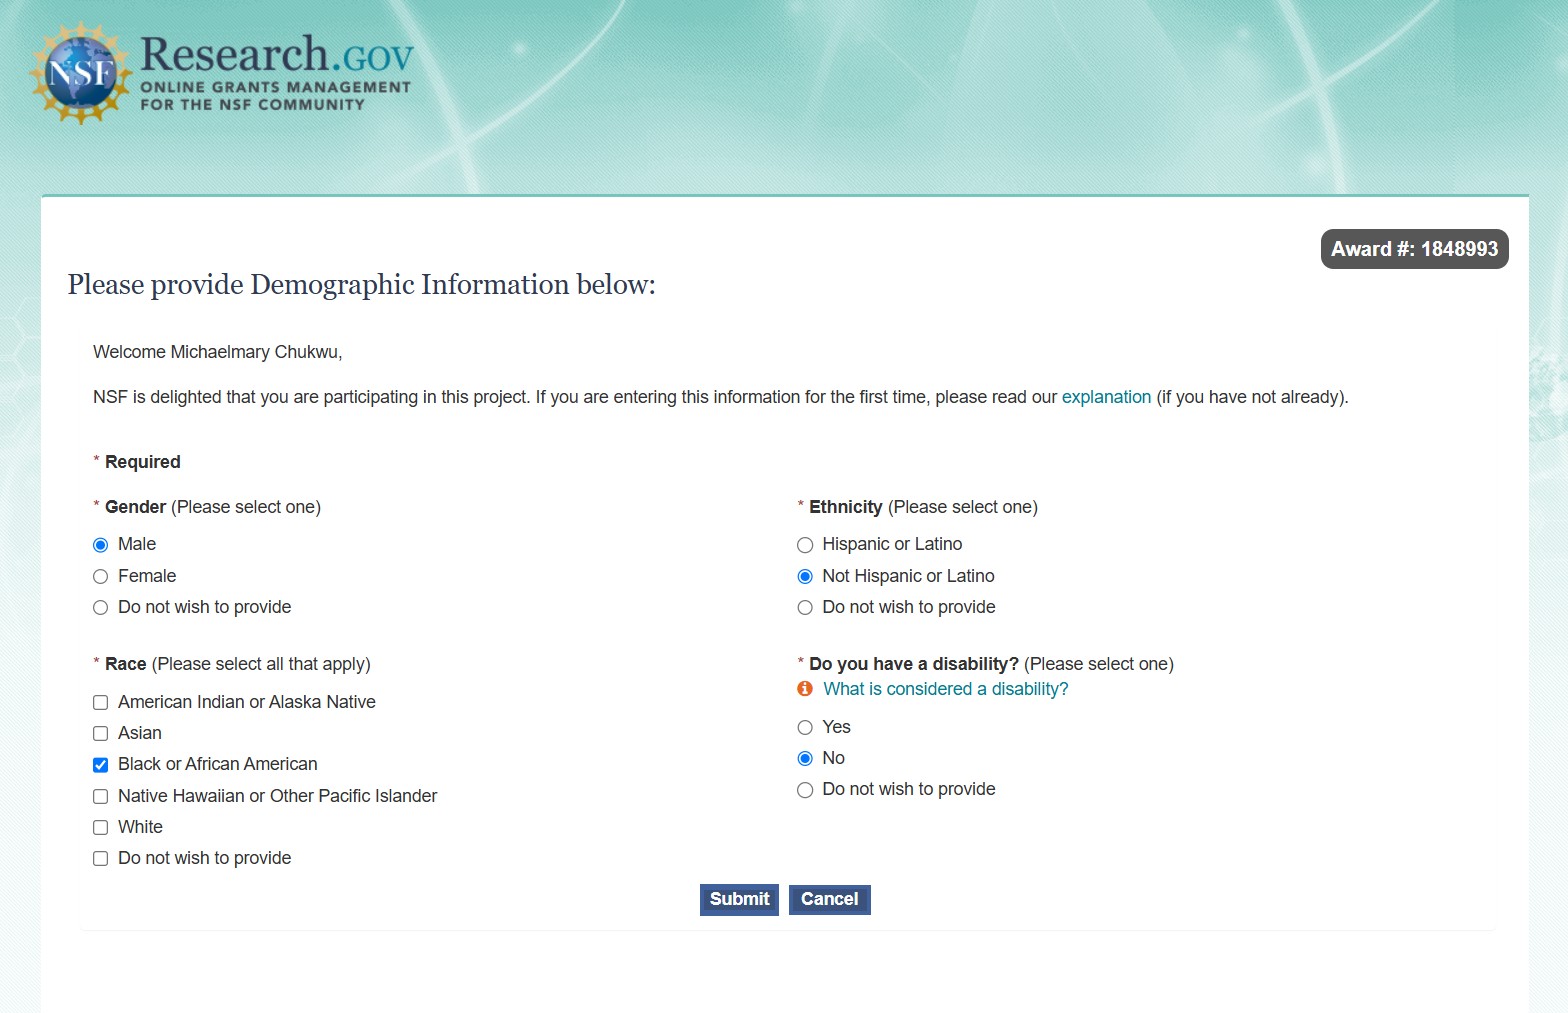 NSF
Research.gov
ONLINE GRANTS MANAGEMENT
FOR THE NSF COMMUNITY
Award #: 1848993
Please provide Demographic Information below:
Welcome Michaelmary Chukwu,
NSF is delighted that you are participating in this project. If you are entering this information for the first time, please read our explanation (if you have not already).
* Required
* Gender (Please select one)
Male
Female
Do not wish to provide
* Ethnicity (Please select one)
Hispanic or Latino
Not Hispanic or Latino
Do not wish to provide
* Race (Please select all that apply)
American Indian or Alaska Native
Asian
Black or African American
Native Hawaiian or Other Pacific Islander
White
Do not wish to provide
* Do you have a disability? (Please select one)
What is considered a disability?
Yes
No
Do not wish to provide
Submit
Cancel